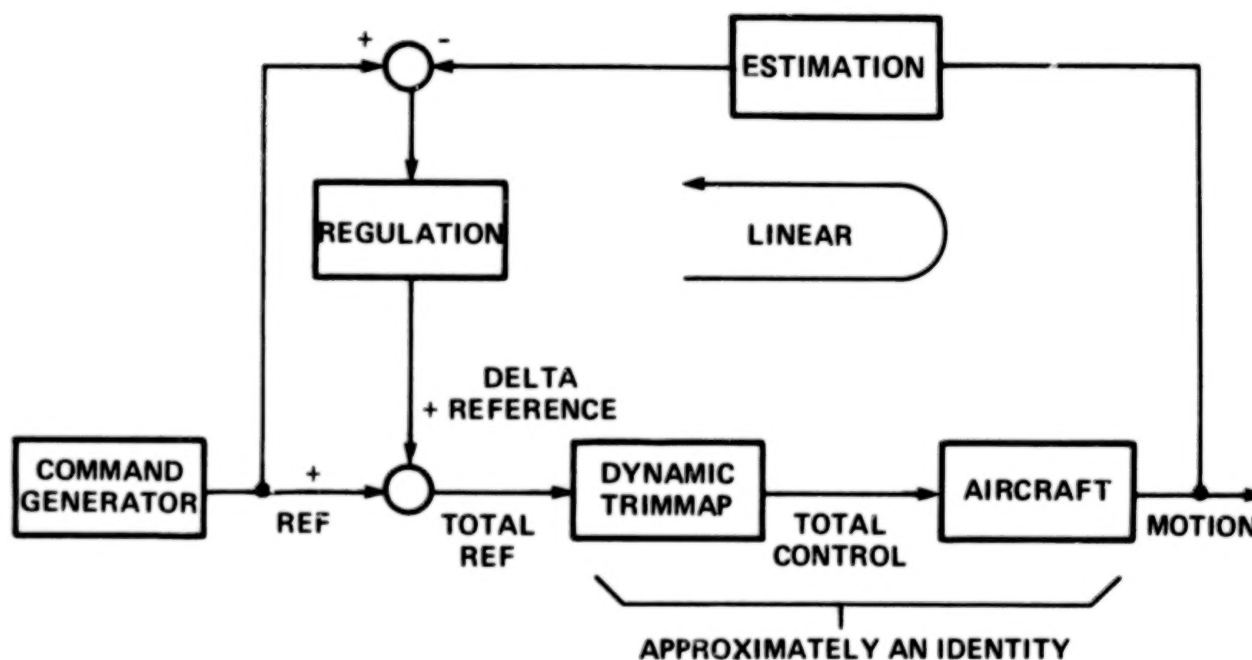 + -
ESTIMATION
REGULATION
LINEAR
DELTA
+ REFERENCE
COMMAND
GENERATOR
+
REF
TOTAL
REF
DYNAMIC
TRIMMAP
TOTAL
CONTROL
AIRCRAFT
MOTION
APPROXIMATELY AN IDENTITY